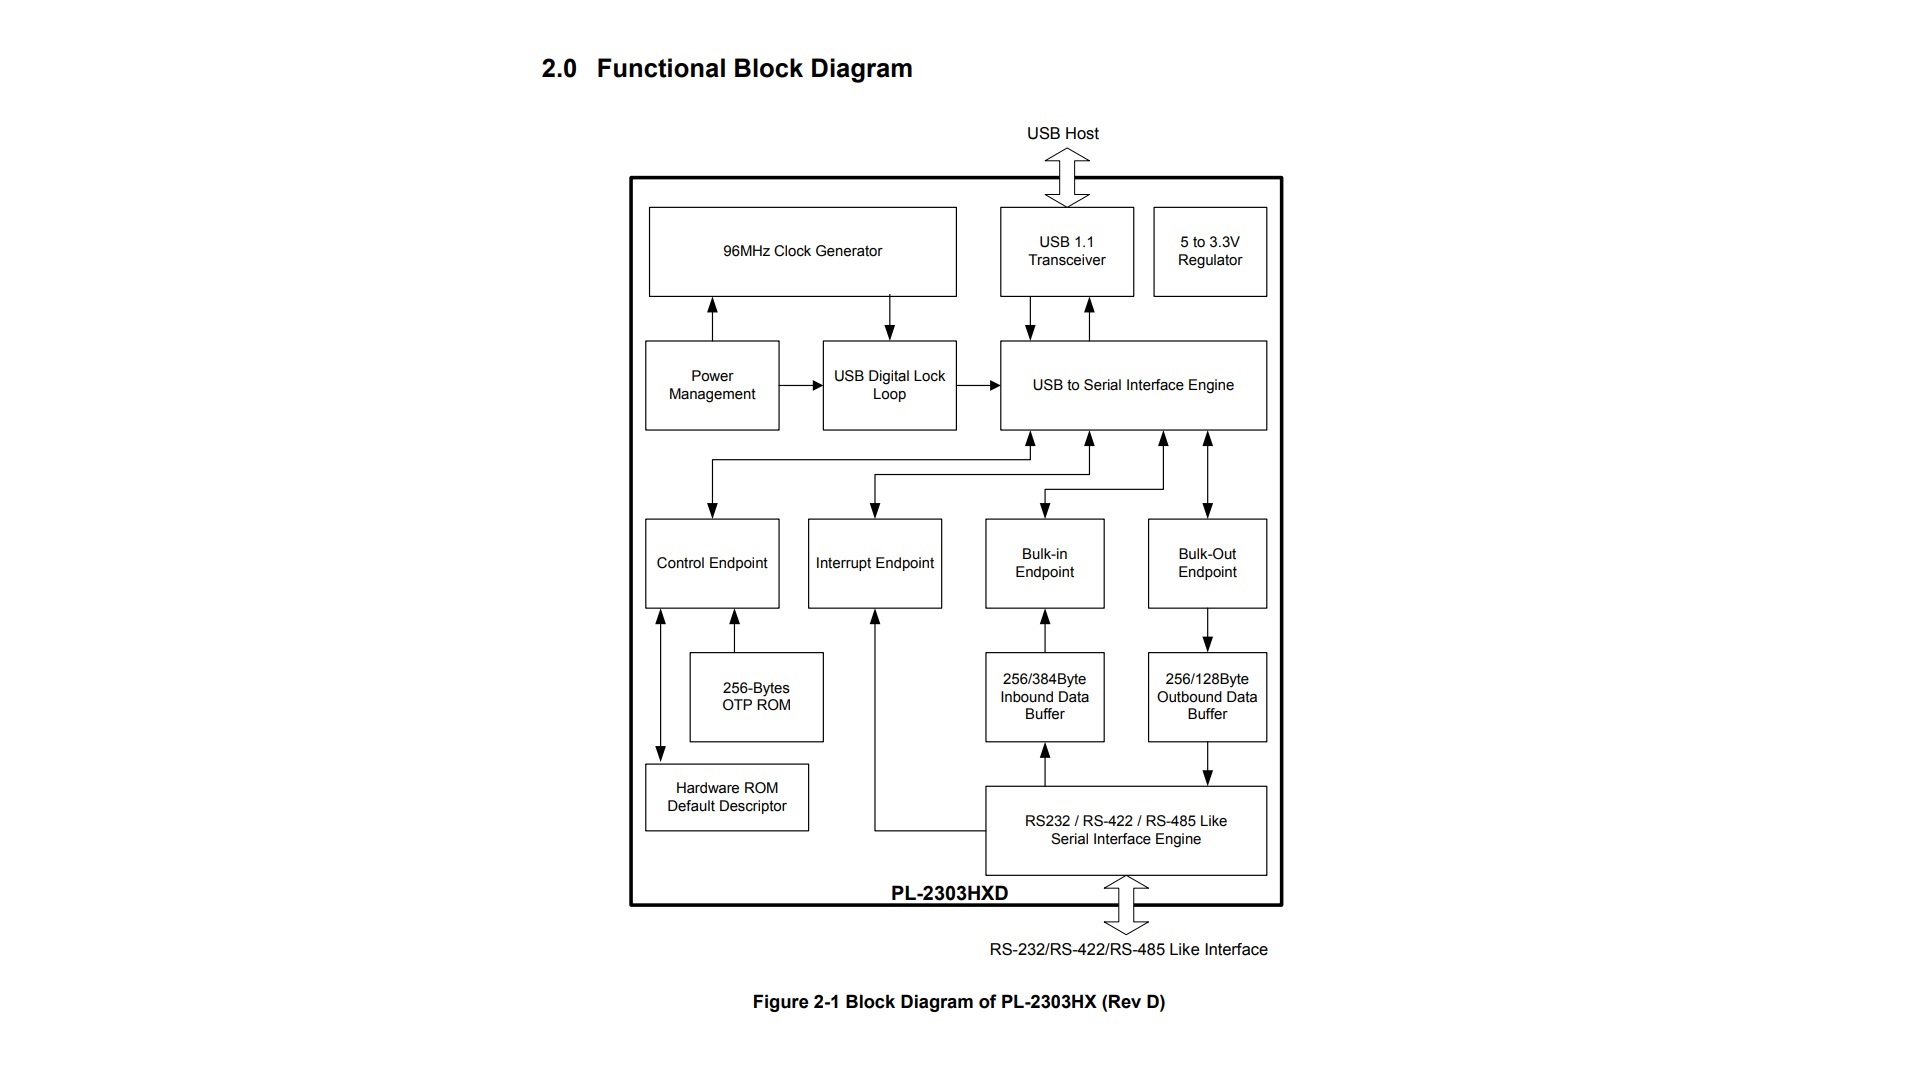 2.0 Functional Block Diagram
USB Host
96MHz Clock Generator
USB 1.1
Transceiver
5 to 3.3V
Regulator
Power
Management
USB Digital Lock
Loop
USB to Serial Interface Engine
Control Endpoint
Interrupt Endpoint
Bulk-in
Endpoint
Bulk-Out
Endpoint
256-Bytes
OTP ROM
256/384Byte
Inbound Data
Buffer
256/128Byte
Outbound Data
Buffer
Hardware ROM
Default Descriptor
RS232 / RS-422 / RS-485 Like
Serial Interface Engine
PL-2303HXD
RS-232/RS-422/RS-485 Like Interface
Figure 2-1 Block Diagram of PL-2303HX (Rev D)